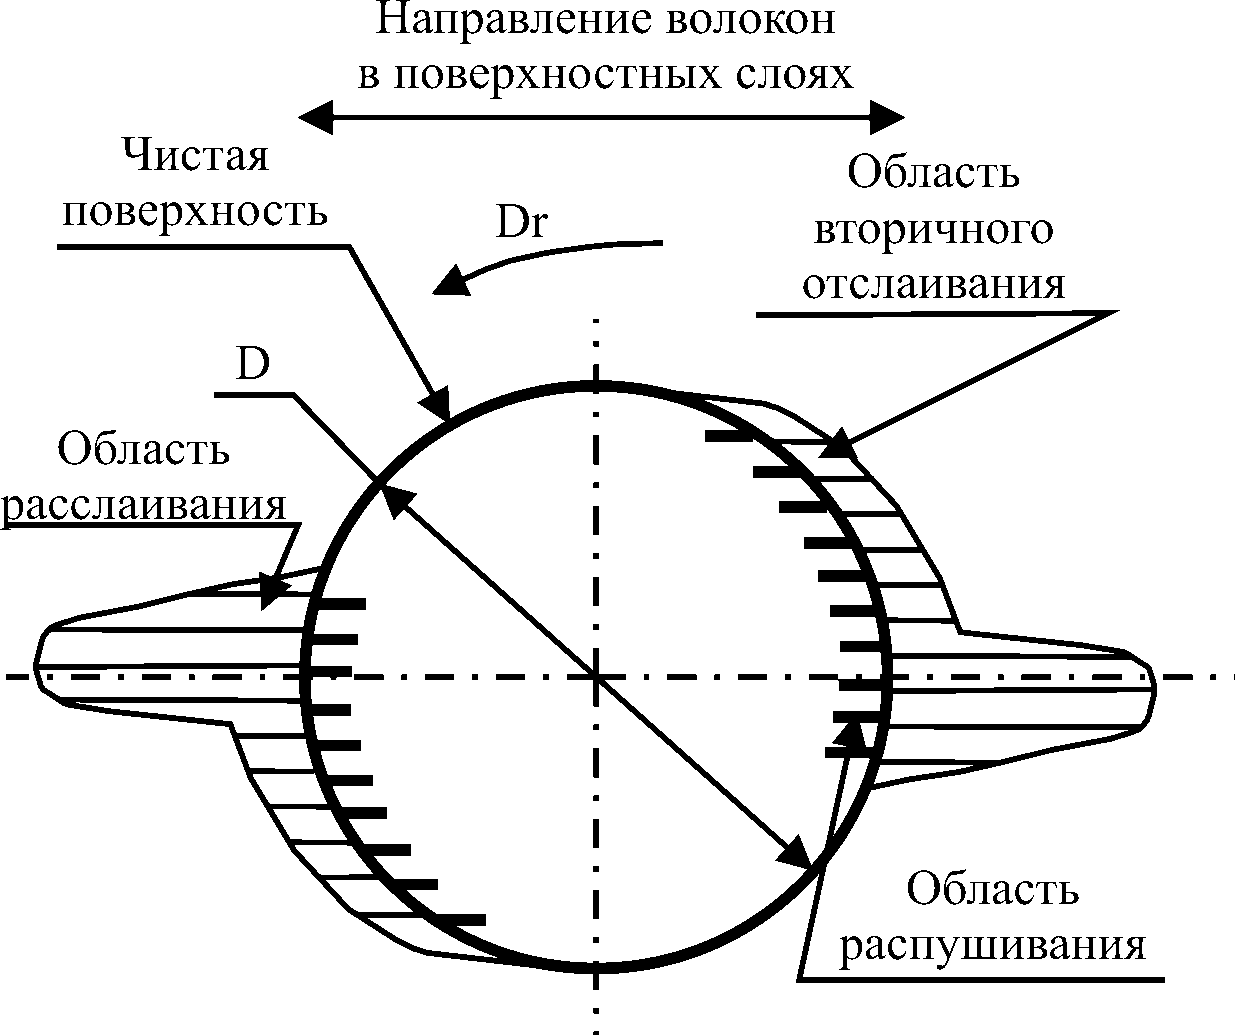 Направление волокон
в поверхностных слоях
Чистая
поверхность
Область
вторичного
отслаивания
Dr
D
Область
расслаивания
Область
распушивания